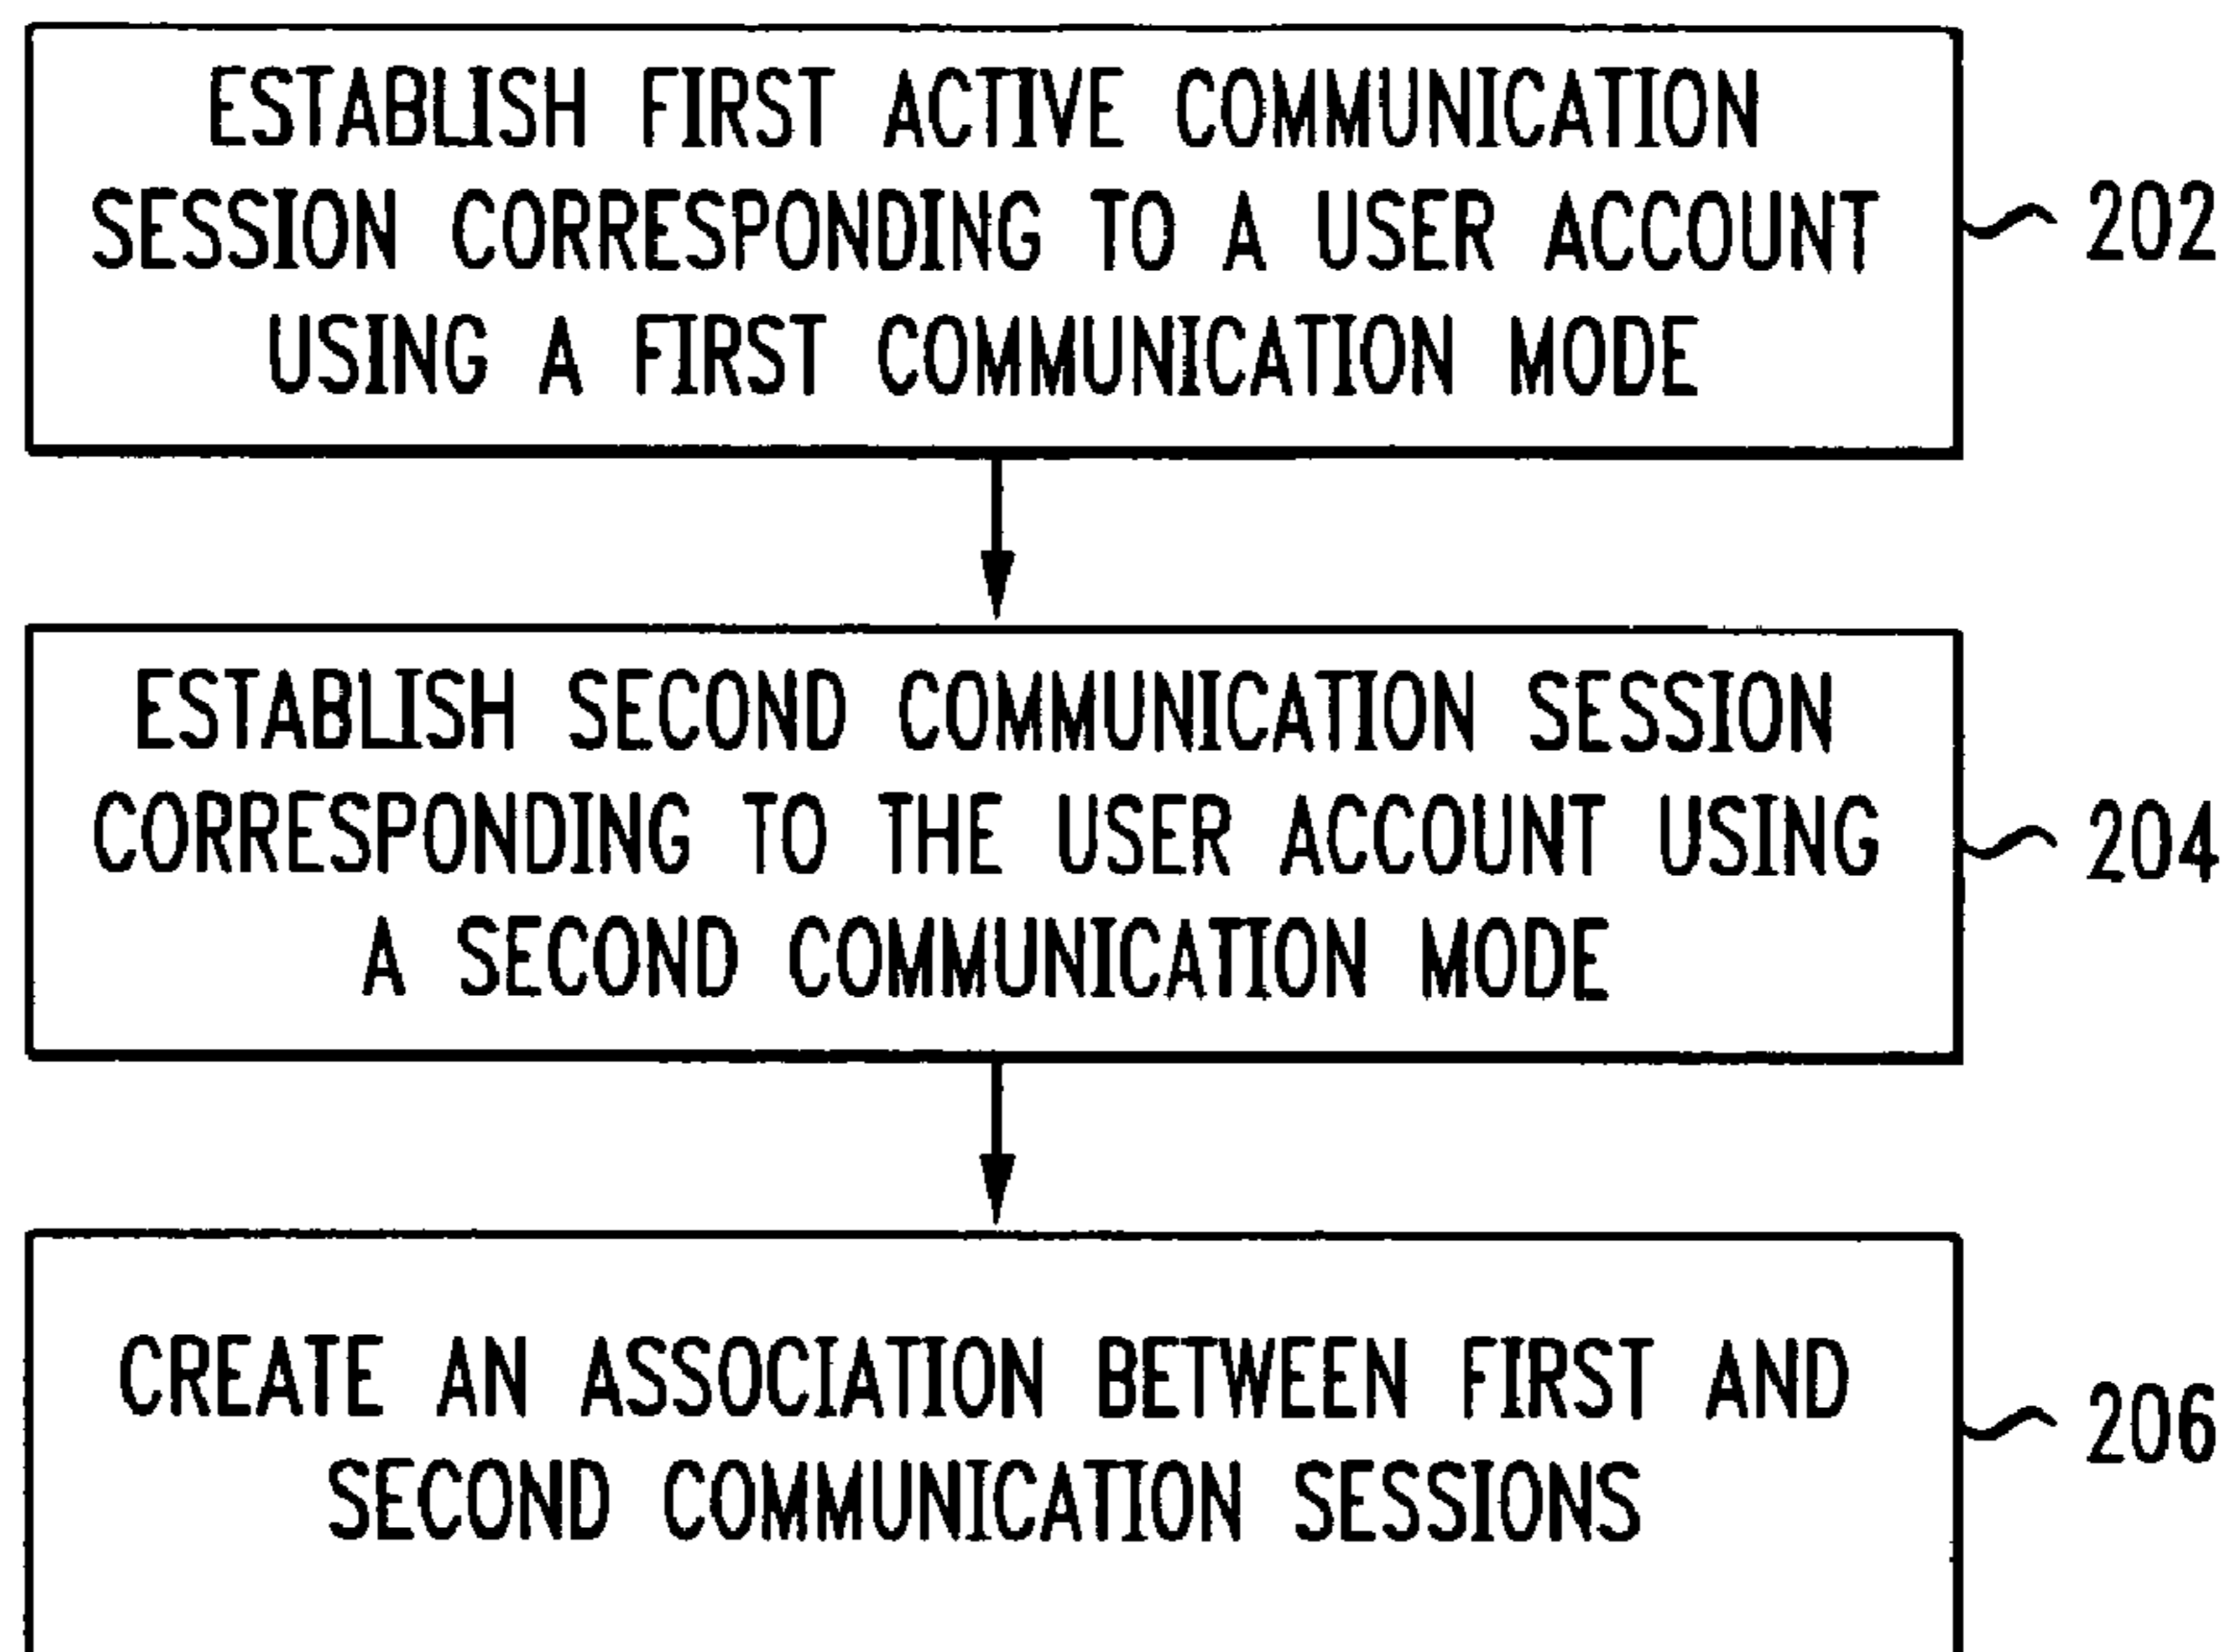 ESTABLISH FIRST ACTIVE COMMUNICATION
SESSION CORRESPONDING TO A USER ACCOUNT
USING A FIRST COMMUNICATION MODE
202
ESTABLISH SECOND COMMUNICATION SESSION
CORRESPONDING TO THE USER ACCOUNT USING
A SECOND COMMUNICATION MODE
204
CREATE AN ASSOCIATION BETWEEN FIRST AND
SECOND COMMUNICATION SESSIONS
206